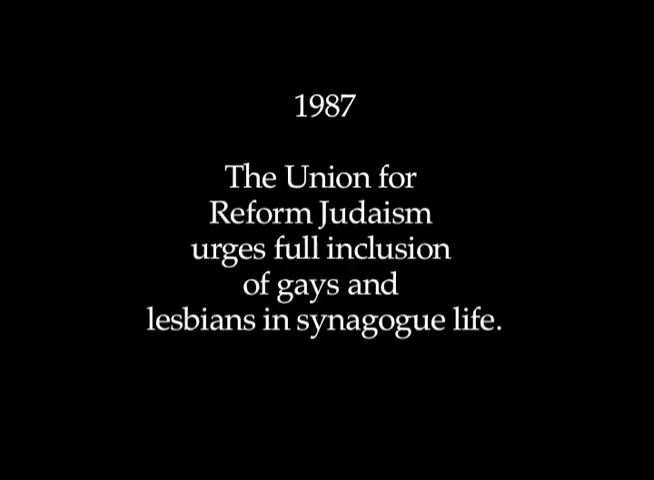 1987
The Union for
Reform Judaism
urges full inclusion
of gays and
lesbians in synagogue life.